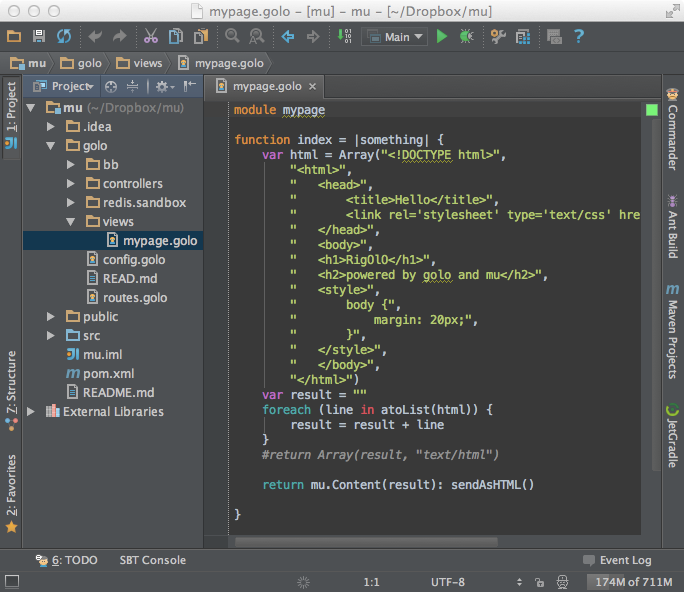 mypage.golo – [mu] – mu – [~/Dropbox/mu]
Main
mu golo views mypage.golo
1: Project
Project
mu (~/Dropbox/mu)
.idea
golo
bb
controllers
redis.sandbox
views
mypage.golo
config.golo
READ.md
routes.golo
public
src
mu.iml
pom.xml
README.md
External Libraries
Z: Structure
2: Favorites
mypage.golo
module mypage
function index = |something| {
    var html = Array("<!DOCTYPE html>",
        "<html>",
        "   <head>",
        "       <title>Hello</title>",
        "       <link rel='stylesheet' type='text/css' hre
        "   </head>",
        "   <body>",
        "   <h1>RigOlO</h1>",
        "   <h2>powered by golo and mu</h2>",
        "   <style>",
        "       body {",
        "           margin: 20px;",
        "       }",
        "   </style>",
        "   </body>",
        "</html>")
    var result = ""
    foreach (line in atoList(html)) {
        result = result + line
    }
    #return Array(result, "text/html")
    return mu.Content(result): sendAsHTML()
}
Commander
Ant Build
Maven Projects
JetGradle
6: TODO SBT Console Event Log
1:1 UTF-8 174M of 711M